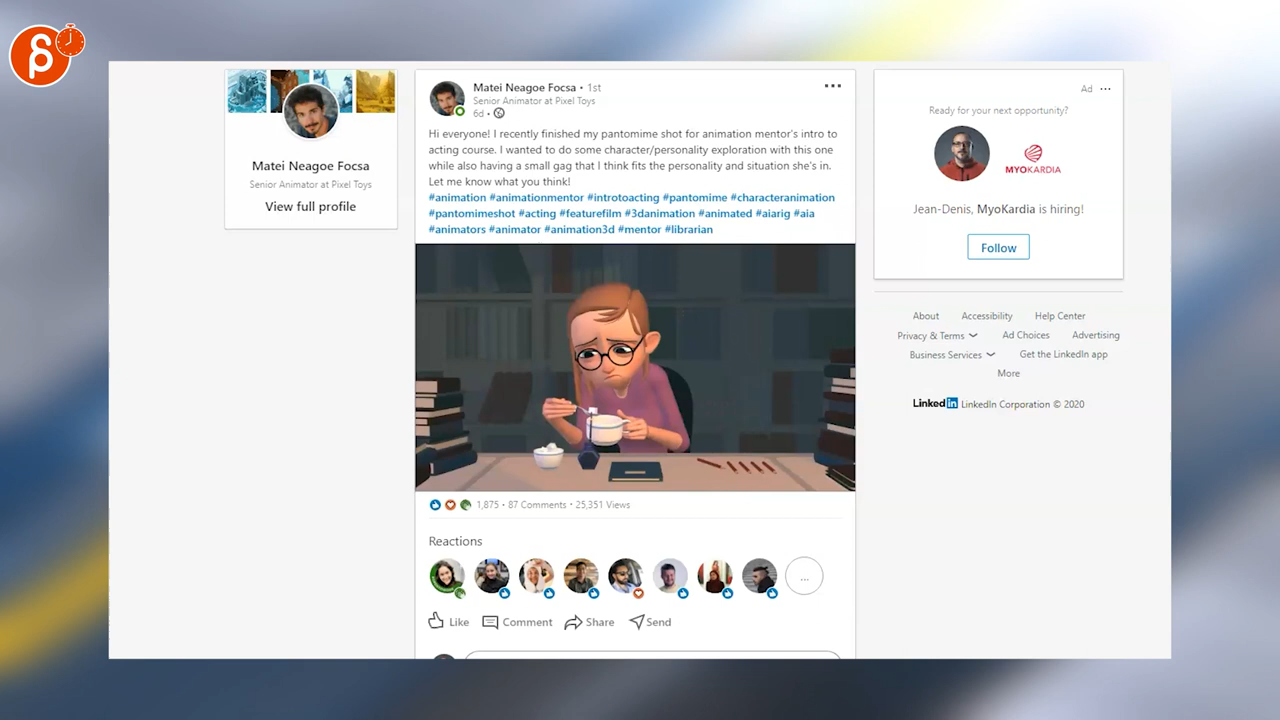 Matei Neagoe Focsa
Senior Animator at Pixel Toys
View full profile
Matei Neagoe Focsa • 1st
Senior Animator at Pixel Toys
6d •
Hi everyone! I recently finished my pantomime shot for animation mentor's intro to
acting course. I wanted to do some character/personality exploration with this one
while also having a small gag that I think fits the personality and situation she's in.
Let me know what you think!
#animation #animationmentor #introtoacting #pantomime #characteranimation
#pantomimeshot #acting #featurefilm #3danimation #animated #aiarig #aia
#animators #animator #animation3d #mentor #librarian
1,875 • 87 Comments • 25,351 Views
Reactions
...
Like Comment Share Send
Ad ...
Ready for your next opportunity?
MYOKARDIA
Jean-Denis, MyoKardia is hiring!
Follow
About Accessibility Help Center
Privacy & Terms Ad Choices Advertising
Business Services Get the LinkedIn app
More
LinkedIn LinkedIn Corporation © 2020